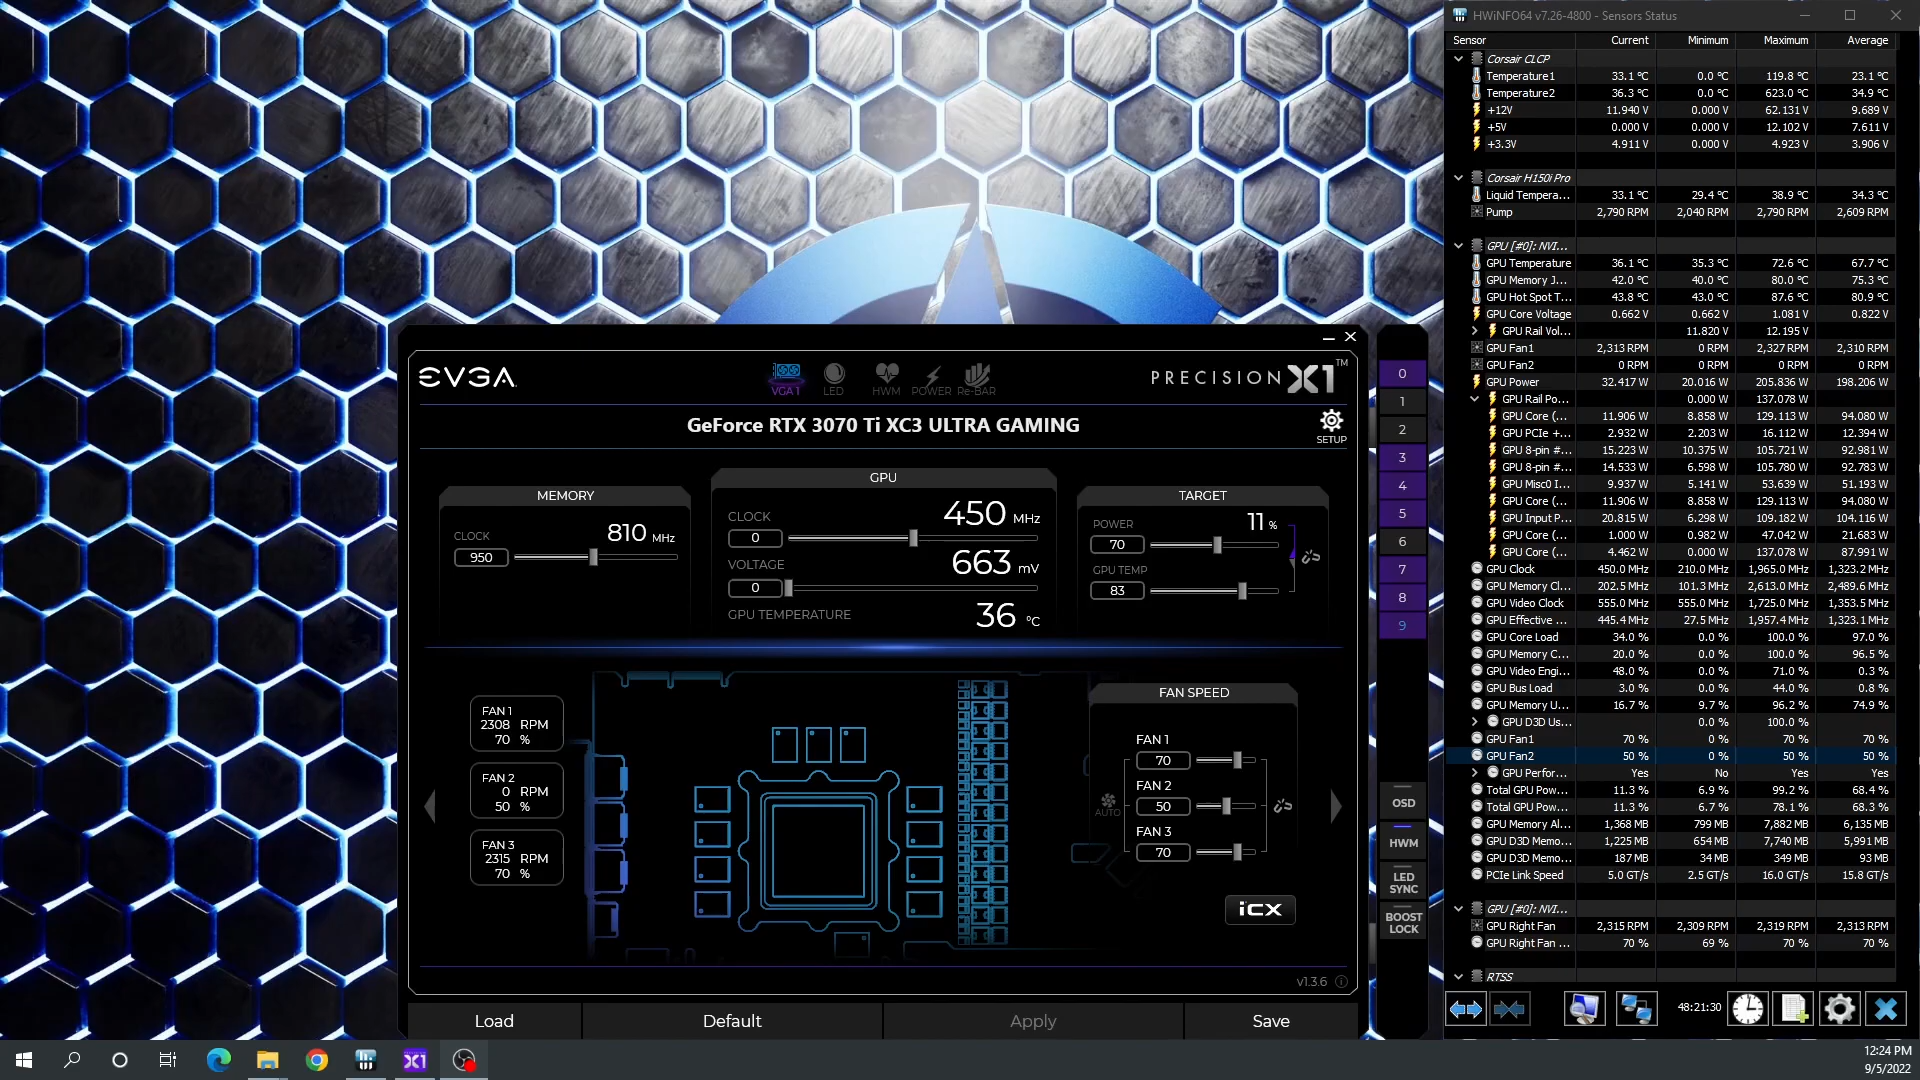 HWiNFO64 v7.26-4800 - Sensors Status
Sensor Current Minimum Maximum Average
Corsair CLCP
Temperature1 33.1 °C 0.0 °C 119.8 °C 23.1 °C
Temperature2 36.3 °C 0.0 °C 623.0 °C 34.9 °C
+12V 11.940 V 0.000 V 62.131 V 9.689 V
+5V 0.000 V 0.000 V 12.102 V 7.611 V
+3.3V 4.911 V 0.000 V 4.923 V 3.906 V
Corsair H150i Pro
Liquid Tempera... 33.1 °C 29.4 °C 38.9 °C 34.3 °C
Pump 2,790 RPM 2,040 RPM 2,790 RPM 2,609 RPM
GPU [#0]: NVI...
GPU Temperature 36.1 °C 35.3 °C 72.6 °C 67.7 °C
GPU Memory J... 42.0 °C 40.0 °C 80.0 °C 75.3 °C
GPU Hot Spot T... 43.8 °C 43.0 °C 87.6 °C 80.9 °C
GPU Core Voltage 0.662 V 0.662 V 1.081 V 0.822 V
GPU Rail Vol... 11.820 V 12.195 V
GPU Fan1 2,313 RPM 0 RPM 2,327 RPM 2,310 RPM
GPU Fan2 0 RPM 0 RPM 0 RPM 0 RPM
GPU Power 32.417 W 20.016 W 205.836 W 198.206 W
GPU Rail Po... 0.000 W 137.078 W
GPU Core (... 11.906 W 8.858 W 129.113 W 94.080 W
GPU PCIe +... 2.932 W 2.203 W 16.112 W 12.394 W
GPU 8-pin #... 15.223 W 10.375 W 105.721 W 92.981 W
GPU 8-pin #... 14.533 W 6.598 W 105.780 W 92.783 W
GPU Misc0 I... 9.937 W 5.141 W 53.639 W 51.193 W
GPU Core (... 11.906 W 8.858 W 129.113 W 94.080 W
GPU Input P... 20.815 W 6.298 W 109.182 W 104.116 W
GPU Core (... 1.000 W 0.982 W 47.042 W 21.683 W
GPU Core (... 4.462 W 0.000 W 137.078 W 87.991 W
GPU Clock 450.0 MHz 210.0 MHz 1,965.0 MHz 1,323.2 MHz
GPU Memory Cl... 202.5 MHz 101.3 MHz 2,613.0 MHz 2,489.6 MHz
GPU Video Clock 555.0 MHz 555.0 MHz 1,725.0 MHz 1,353.5 MHz
GPU Effective ... 445.4 MHz 27.5 MHz 1,957.4 MHz 1,323.1 MHz
GPU Core Load 34.0 % 0.0 % 100.0 % 97.0 %
GPU Memory C... 20.0 % 0.0 % 100.0 % 96.5 %
GPU Video Engi... 48.0 % 0.0 % 71.0 % 0.3 %
GPU Bus Load 3.0 % 0.0 % 44.0 % 0.8 %
GPU Memory U... 16.7 % 9.7 % 96.2 % 74.9 %
GPU D3D Us... 0.0 % 100.0 %
GPU Fan1 70 % 0 % 70 % 70 %
GPU Fan2 50 % 0 % 50 % 50 %
GPU Perfor... Yes No Yes Yes
Total GPU Pow... 11.3 % 6.9 % 99.2 % 68.4 %
Total GPU Pow... 11.3 % 6.7 % 78.1 % 68.3 %
GPU Memory Al... 1,368 MB 799 MB 7,882 MB 6,135 MB
GPU D3D Memo... 1,225 MB 654 MB 7,740 MB 5,991 MB
GPU D3D Memo... 187 MB 34 MB 349 MB 93 MB
PCIe Link Speed 5.0 GT/s 2.5 GT/s 16.0 GT/s 15.8 GT/s
GPU [#0]: NVI...
GPU Right Fan 2,315 RPM 2,309 RPM 2,319 RPM 2,313 RPM
GPU Right Fan ... 70 % 69 % 70 % 70 %
RTSS
48:21:30
EVGA
VGA1 LED HWM POWER Re-BAR
PRECISION X1™
GeForce RTX 3070 Ti XC3 ULTRA GAMING
SETUP
MEMORY
CLOCK 810 MHz
950
GPU
CLOCK 450 MHz
0
VOLTAGE 663 mV
0
GPU TEMPERATURE 36 °C
TARGET
POWER 11 %
70
GPU TEMP
83
FAN 1
2308 RPM
70 %
FAN 2
0 RPM
50 %
FAN 3
2315 RPM
70 %
FAN SPEED
FAN 1
70
FAN 2
50
AUTO
FAN 3
70
iCX
v1.3.6
Load Default Apply Save
0
1
2
3
4
5
6
7
8
9
OSD
HWM
LED
SYNC
BOOST
LOCK
X1
12:24 PM
9/5/2022